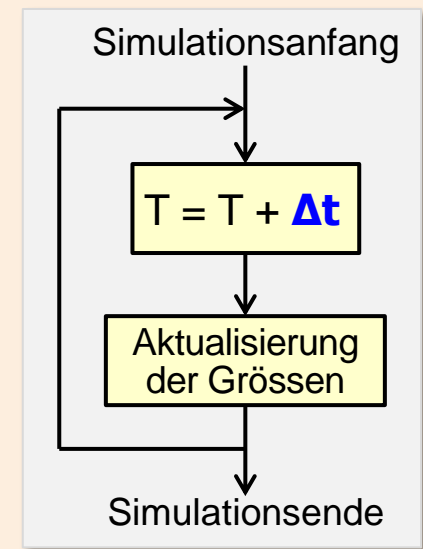 Simulationsanfang
T = T + Δt
Aktualisierung
der Grössen
Simulationsende